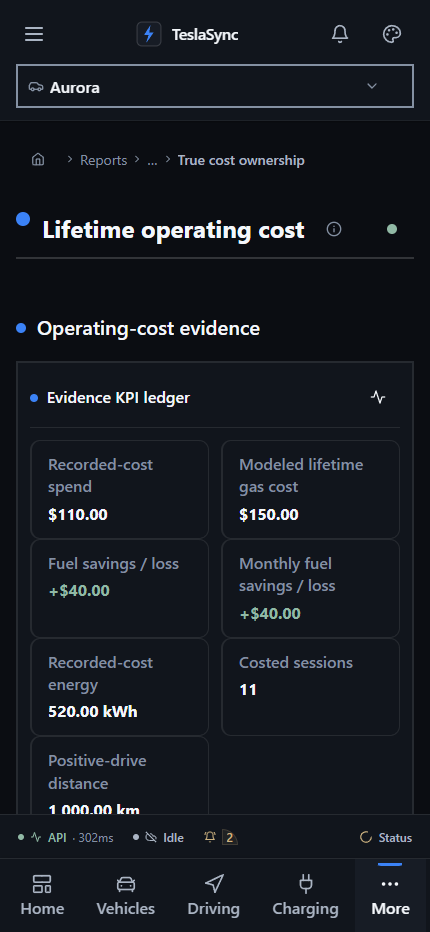 TeslaSync
Aurora
Reports
...
True cost ownership
Lifetime operating cost
Operating-cost evidence
Evidence KPI ledger
Recorded-cost
spend
$110.00
Modeled lifetime
gas cost
$150.00
Fuel savings / loss
+$40.00
Monthly fuel
savings / loss
+$40.00
Recorded-cost
energy
520.00 kWh
Costed sessions
11
Positive-drive
distance
1,000.00 km
API · 302ms
Idle
2
Status
Home
Vehicles
Driving
Charging
More